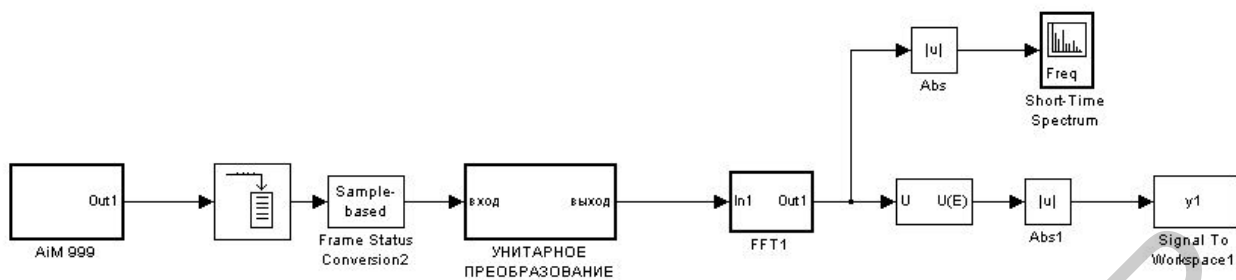 |u|
Abs
Freq
Short-Time
Spectrum
Out1
AiM 999
Sample-
based
Frame Status
Conversion2
вход
выход
УНИТАРНОЕ
ПРЕОБРАЗОВАНИЕ
In1
Out1
FFT1
U
U(E)
|u|
Abs1
y1
Signal To
Workspace1